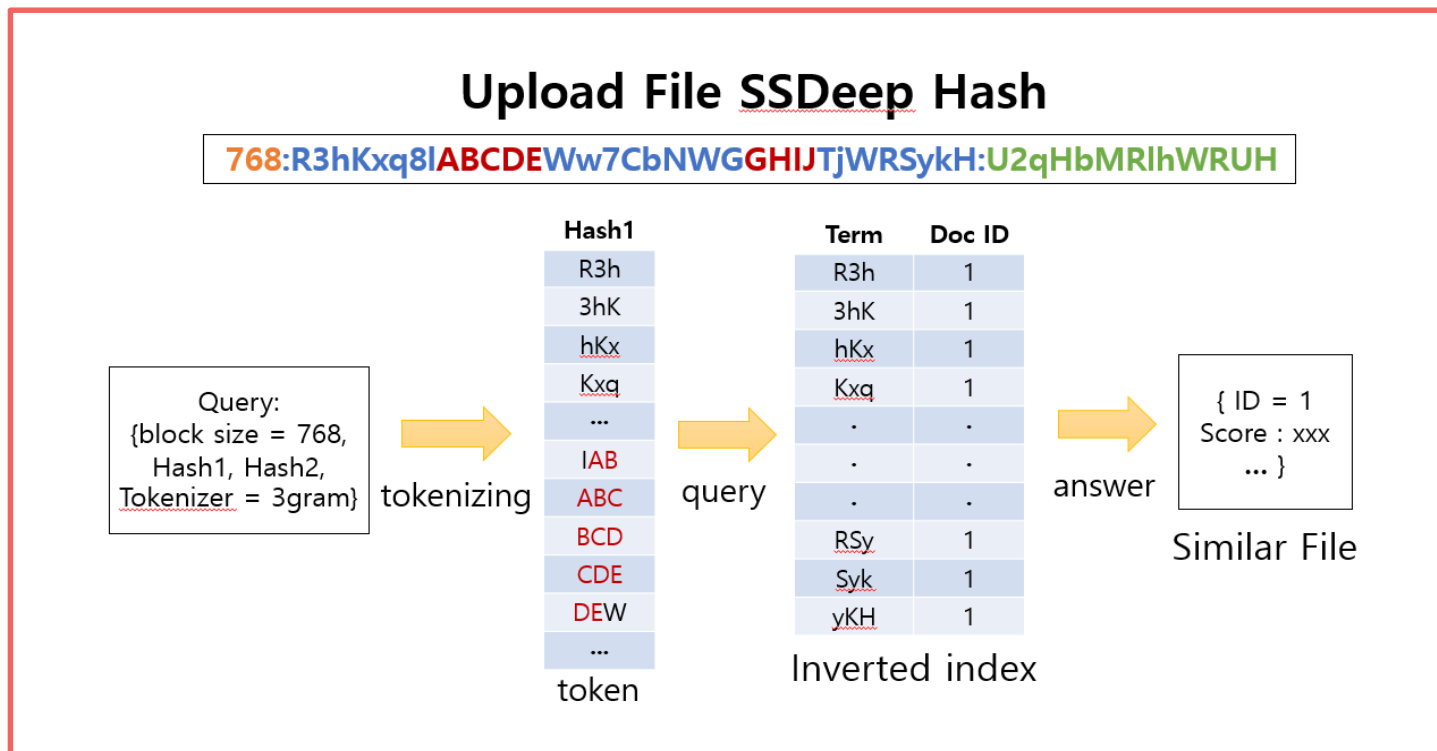 Upload File SSDeep Hash
768:R3hKxq8lABCDEWw7CbNWGGHIJTjWRSykH:U2qHbMRlhWRUH
Query:
{block size = 768,
Hash1, Hash2,
Tokenizer = 3gram}
tokenizing
Hash1
R3h
3hK
hKx
Kxq
...
lAB
ABC
BCD
CDE
DEW
...
token
query
Term Doc ID
R3h 1
3hK 1
hKx 1
Kxq 1
. .
. .
. .
RSy 1
Syk 1
yKH 1
Inverted index
answer
{ ID = 1
Score : xxx
... }
Similar File